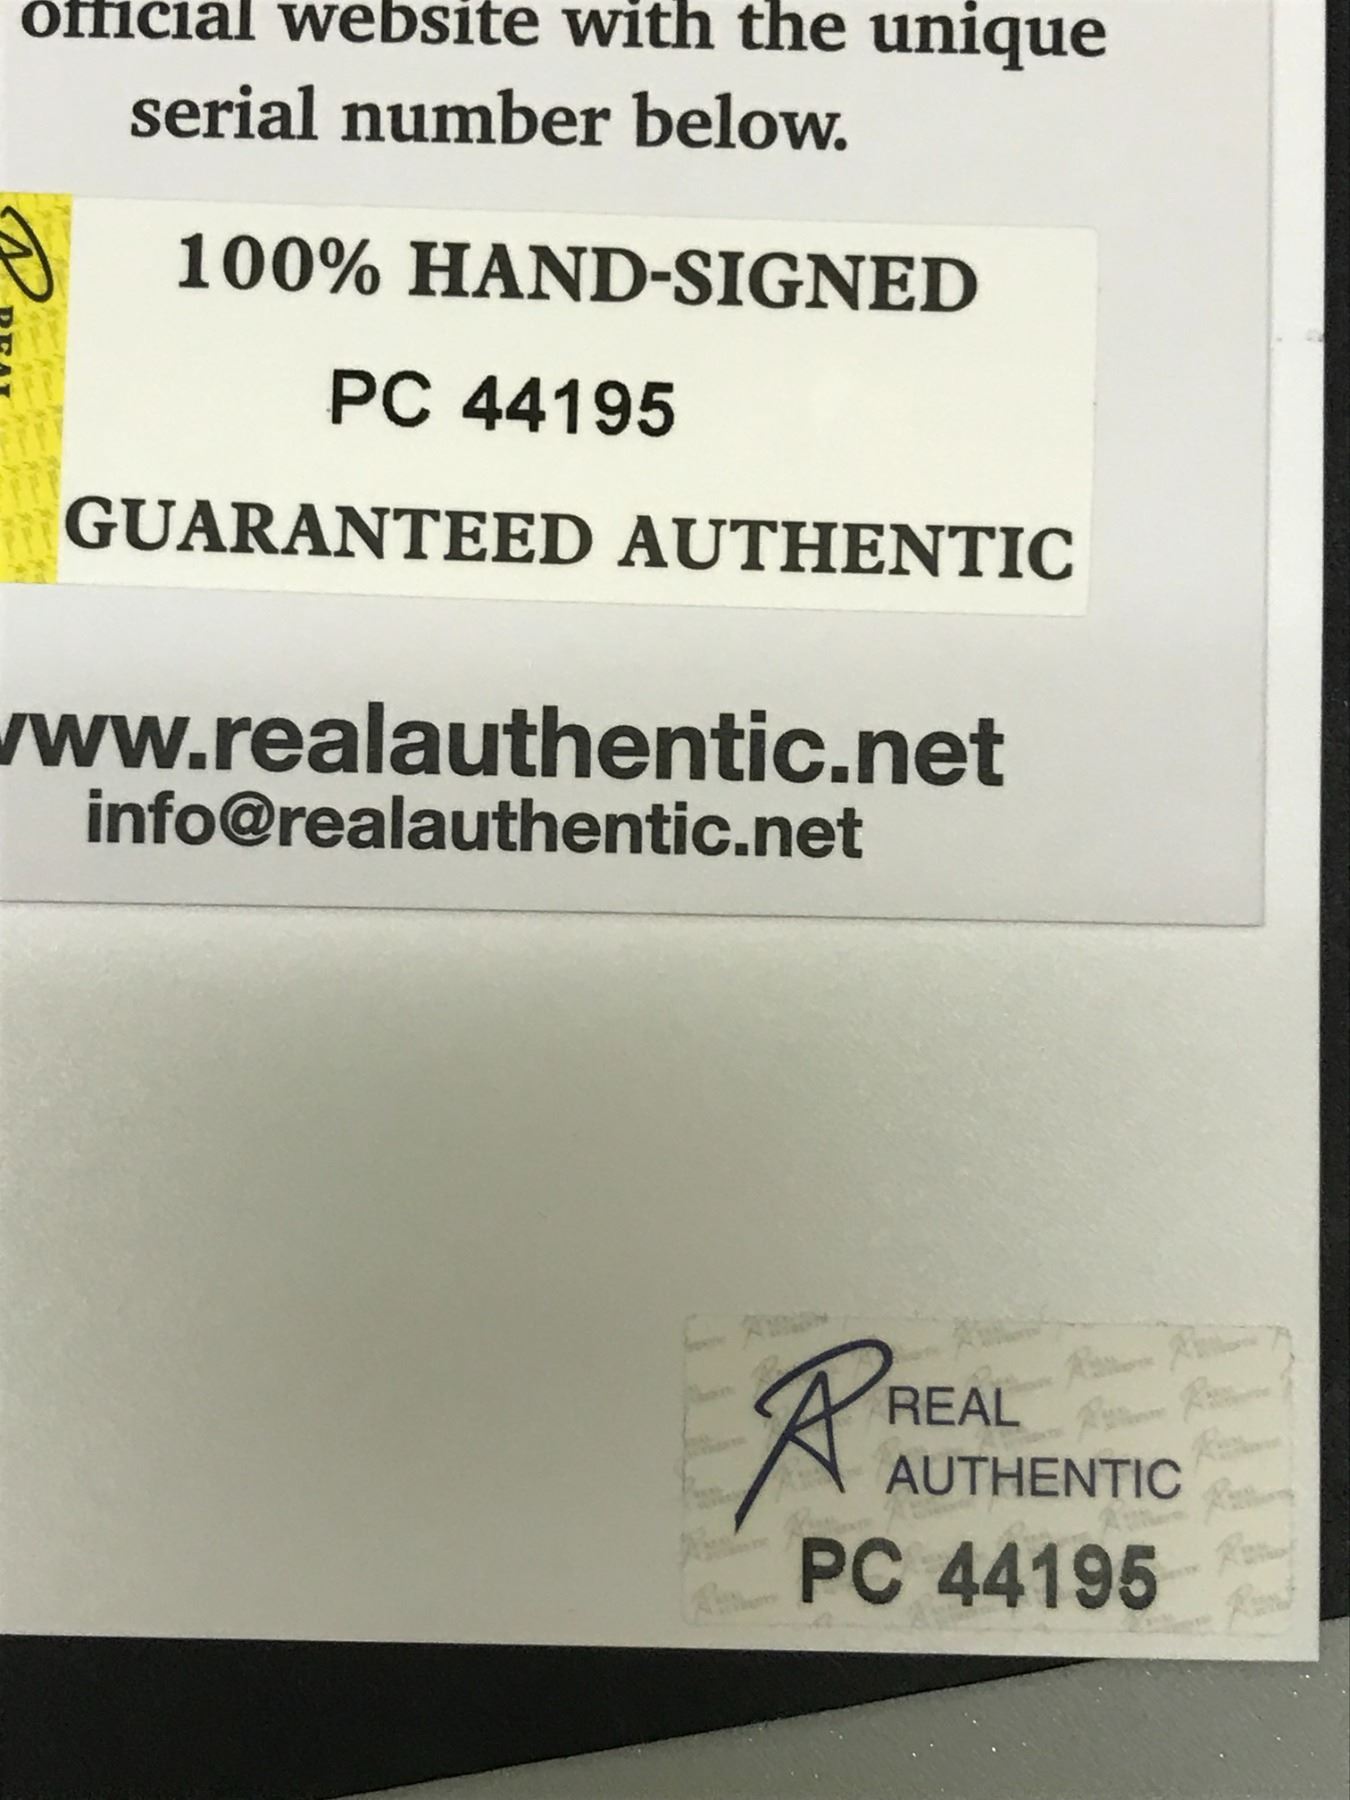 official website with the unique
serial number below.
REAL
100% HAND-SIGNED
PC 44195
GUARANTEED AUTHENTIC
www.realauthentic.net
info@realauthentic.net
REAL
AUTHENTIC
PC 44195